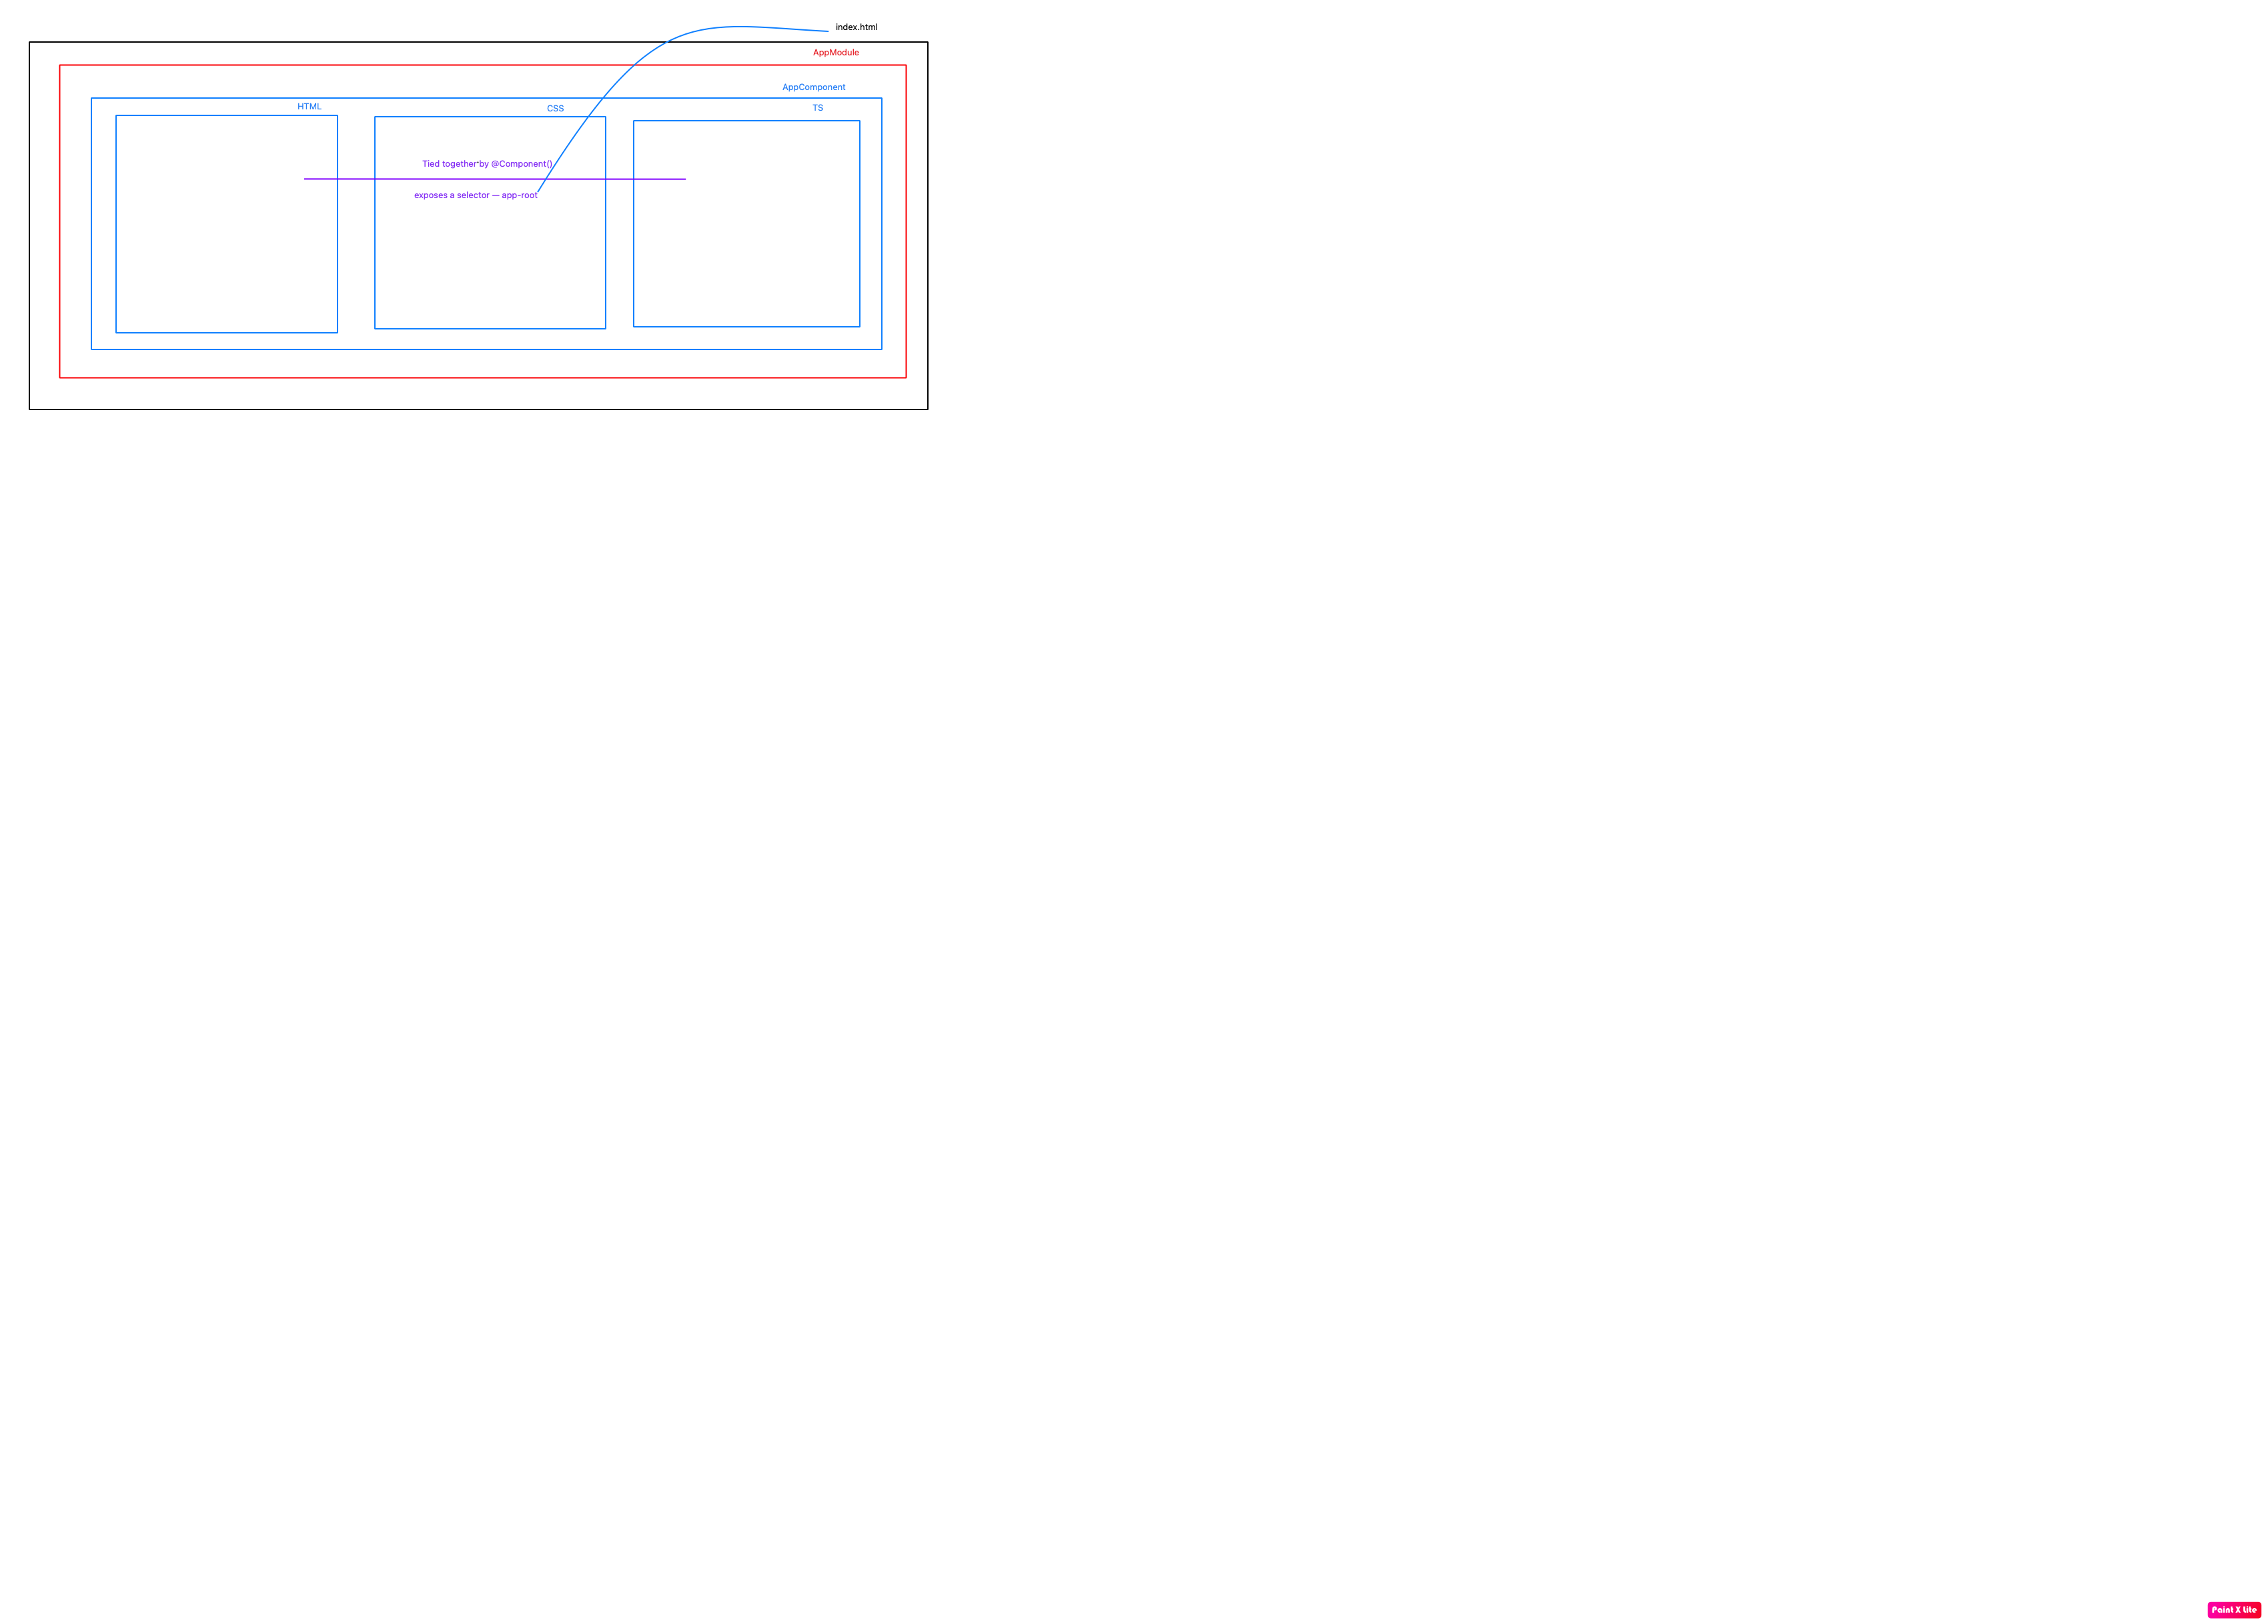 index.html
AppModule
AppComponent
HTML
CSS
TS
Tied together by @Component()
exposes a selector — app-root
Paint X Lite